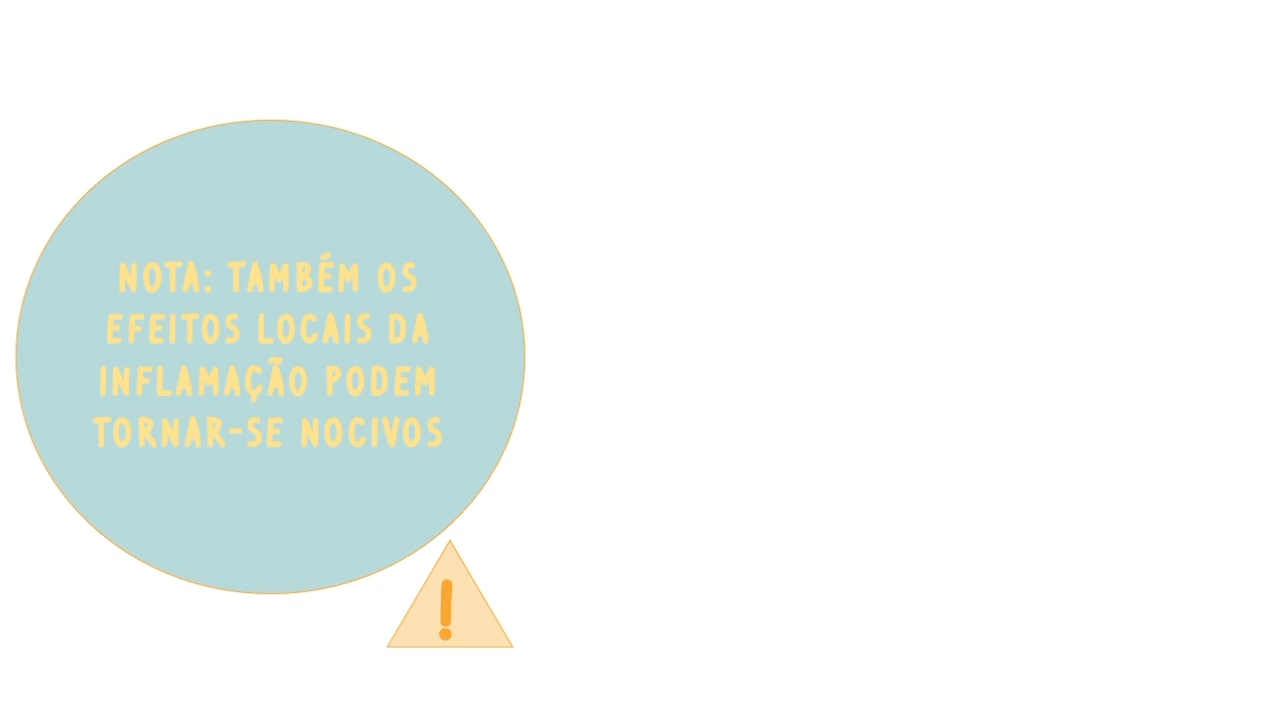 NOTA: TAMBÉM OS
EFEITOS LOCAIS DA
INFLAMAÇÃO PODEM
TORNAR-SE NOCIVOS
!